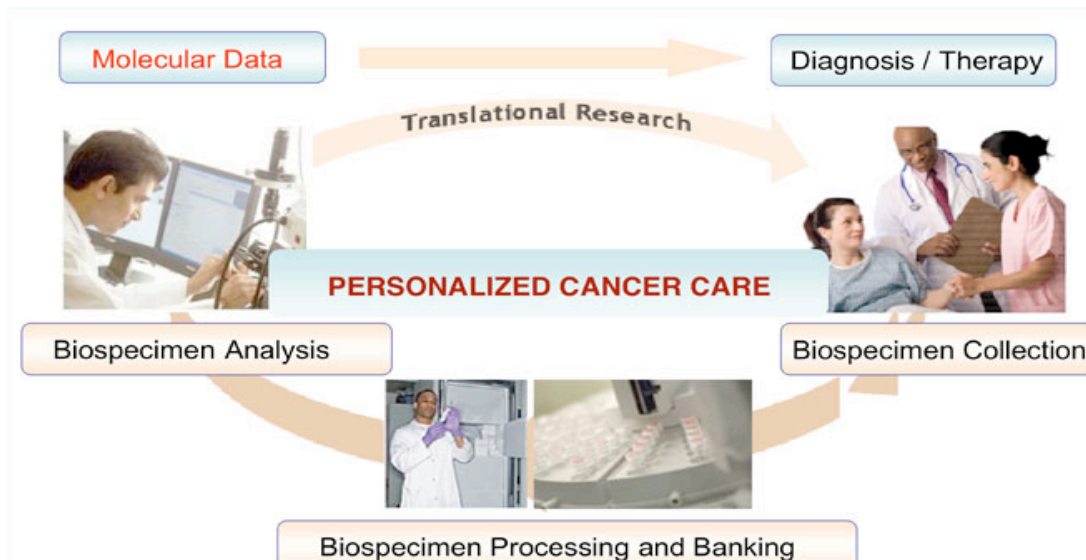 Molecular Data
Diagnosis / Therapy
Translational Research
PERSONALIZED CANCER CARE
Biospecimen Analysis
Biospecimen Collection
Biospecimen Processing and Banking